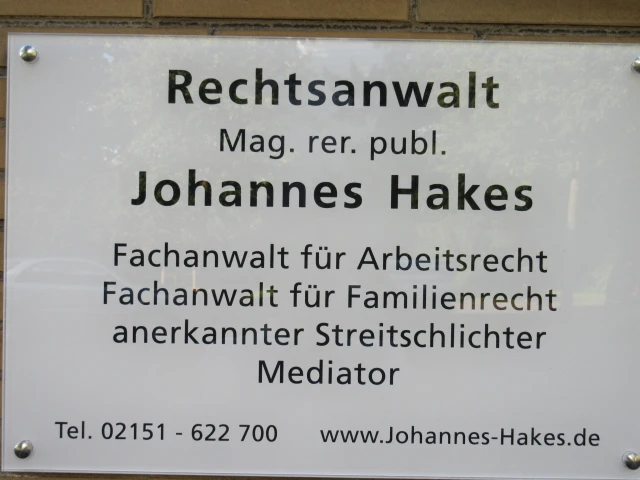 Rechtsanwalt
Mag. rer. publ.
Johannes Hakes
Fachanwalt für Arbeitsrecht
Fachanwalt für Familienrecht
anerkannter Streitschlichter
Mediator
Tel. 02151 - 622 700 www.Johannes-Hakes.de